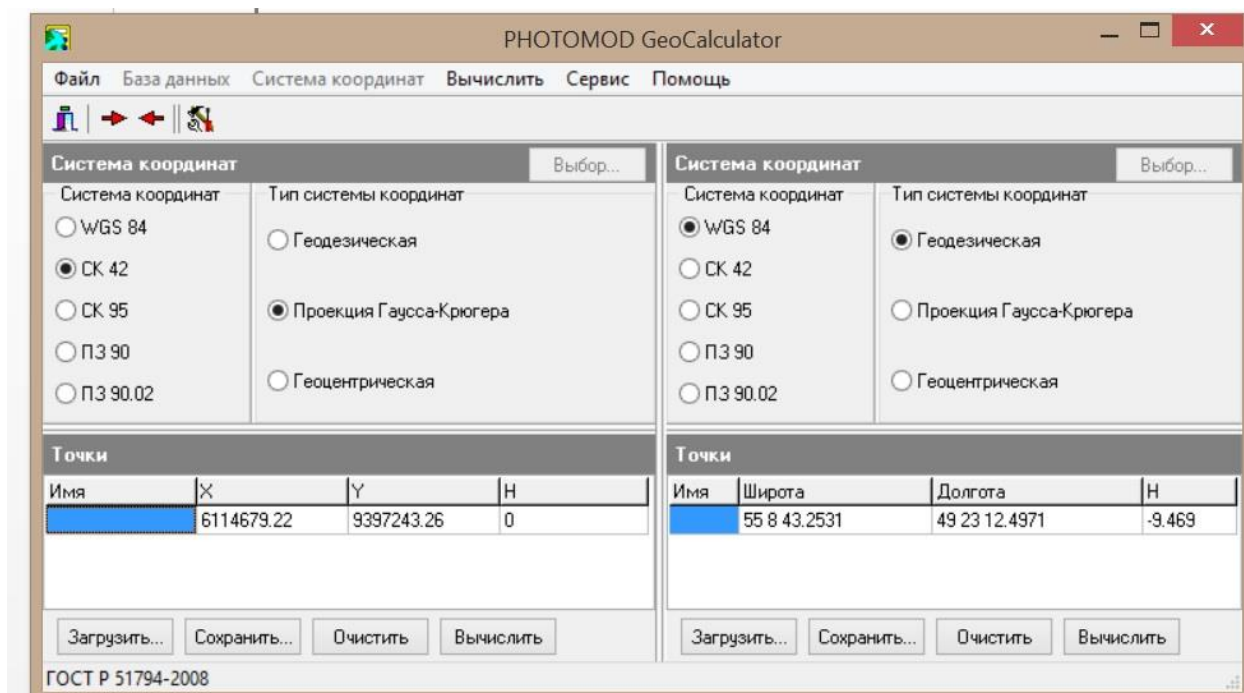 PHOTOMOD GeoCalculator
Файл База данных Система координат Вычислить Сервис Помощь
Система координат Выбор...
Система координат Тип системы координат
WGS 84
Геодезическая
СК 42
СК 95
Проекция Гаусса-Крюгера
ПЗ 90
Геоцентрическая
ПЗ 90.02
Точки
Имя X Y H
6114679.22 9397243.26 0
Загрузить... Сохранить... Очистить Вычислить
Система координат Выбор...
Система координат Тип системы координат
WGS 84
Геодезическая
СК 42
СК 95
Проекция Гаусса-Крюгера
ПЗ 90
Геоцентрическая
ПЗ 90.02
Точки
Имя Широта Долгота H
55 8 43.2531 49 23 12.4971 -9.469
Загрузить... Сохранить... Очистить Вычислить
ГОСТ Р 51794-2008